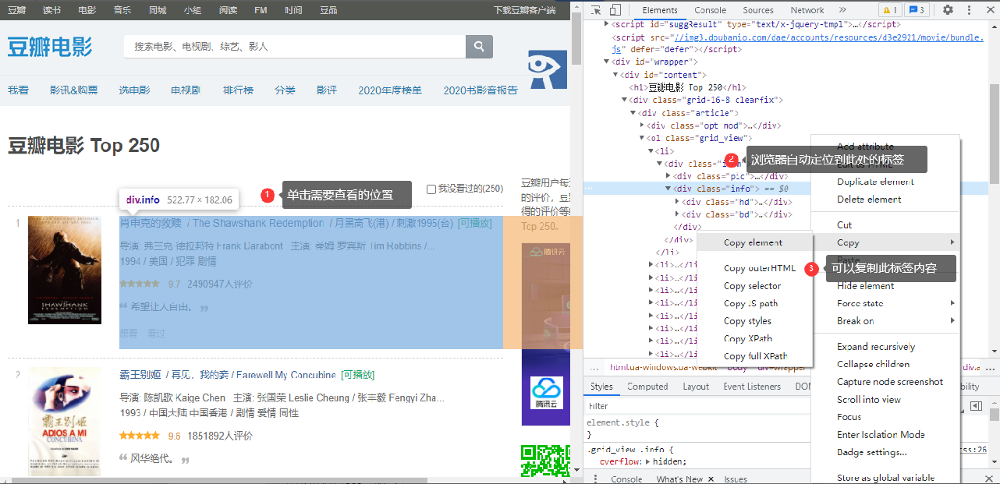 豆瓣 读书 电影 音乐 同城 小组 阅读 FM 时间 豆品 下载豆瓣客户端
豆瓣电影
搜索电影、电视剧、综艺、影人
我看 影讯&购票 选电影 电视剧 排行榜 分类 影评 2020年度榜单 2020书影音报告
豆瓣电影 Top 250
div.info 522.77 × 182.06
1 单击需要查看的位置
我没看过的(250)
1
肖申克的救赎 / The Shawshank Redemption / 月黑高飞(港) / 刺激1995(台) [可播放]
导演: 弗兰克·德拉邦特 Frank Darabont 主演: 蒂姆·罗宾斯 Tim Robbins /...
1994 / 美国 / 犯罪 剧情
9.7 2490947人评价
希望让人自由。
想看 看过
THE SHAWSHANK REDEMPTION
豆瓣用户每
的评价，豆
得的评价等
Top 250。
腾讯云
2
霸王别姬 / 再见，我的妾 / Farewell My Concubine [可播放]
导演: 陈凯歌 Kaige Chen 主演: 张国荣 Leslie Cheung / 张丰毅 Fengyi Zha...
1993 / 中国大陆 中国香港 / 剧情 爱情 同性
9.6 1851892人评价
风华绝代。
霸王别姬
ADIOS A MI
CONCUBINA
腾讯云
Elements Console Sources Network » 1 3
<script id="suggResult" type="text/x-jquery-tmpl">…</script>
<script src="//img3.doubanio.com/dae/accounts/resources/d3e2921/movie/bundle.
js" defer="defer"></script>
<div id="wrapper">
<div id="content">
<h1>豆瓣电影 Top 250</h1>
<div class="grid-16-8 clearfix">
<div class="article">
<div class="opt mod">…</div>
<ol class="grid_view">
<li>
<div class="
<div class="pic">…</div>
<div class="info"> == $0
<div class="hd">…</div>
<div class="bd">…</div>
</div>
</div>
</li>
<li>…</li
<li>…</li
<li>…</li
<li>…</li
<li>…</li
<li>…</li
<li>…</li
<li>…</li
2 浏览器自动定位到此处的标签
Add attribute
Edit as HTML
Duplicate element
Delete element
Cut
Copy
Paste
Hide element
Force state
Break on
Expand recursively
Collapse children
Capture node screenshot
Scroll into view
Focus
Enter Isolation Mode
Badge settings...
Store as global variable
Copy element
Copy outerHTML
Copy selector
Copy JS path
Copy styles
Copy XPath
Copy full XPath
3 可以复制此标签内容
... html.ua-windows.ua-webkit body div#wrapper div.a ...
Styles Computed Layout Event Listeners DOM bility
Filter
element.style {
}
.grid_view .info { css:26
overflow: hidden;
Console What's New × Issues